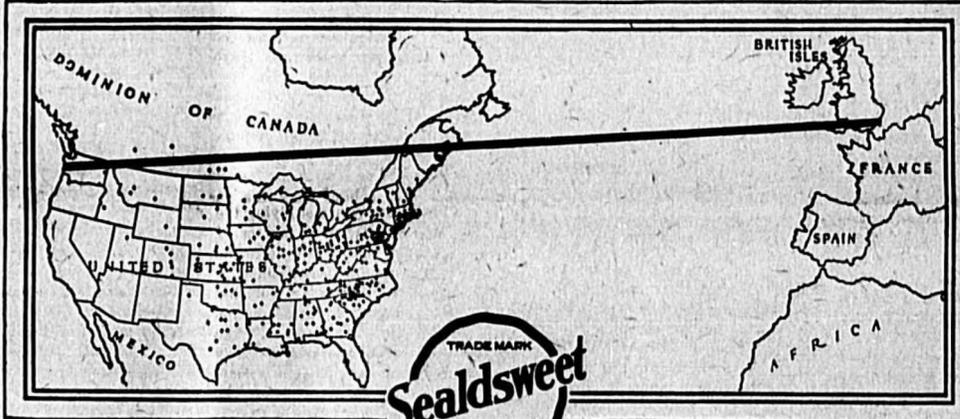 DOMINION OF CANADA
BRITISH
ISLES
FRANCE
SPAIN
UNITED STATES
MEXICO
AFRICA
TRADE MARK
Sealdsweet